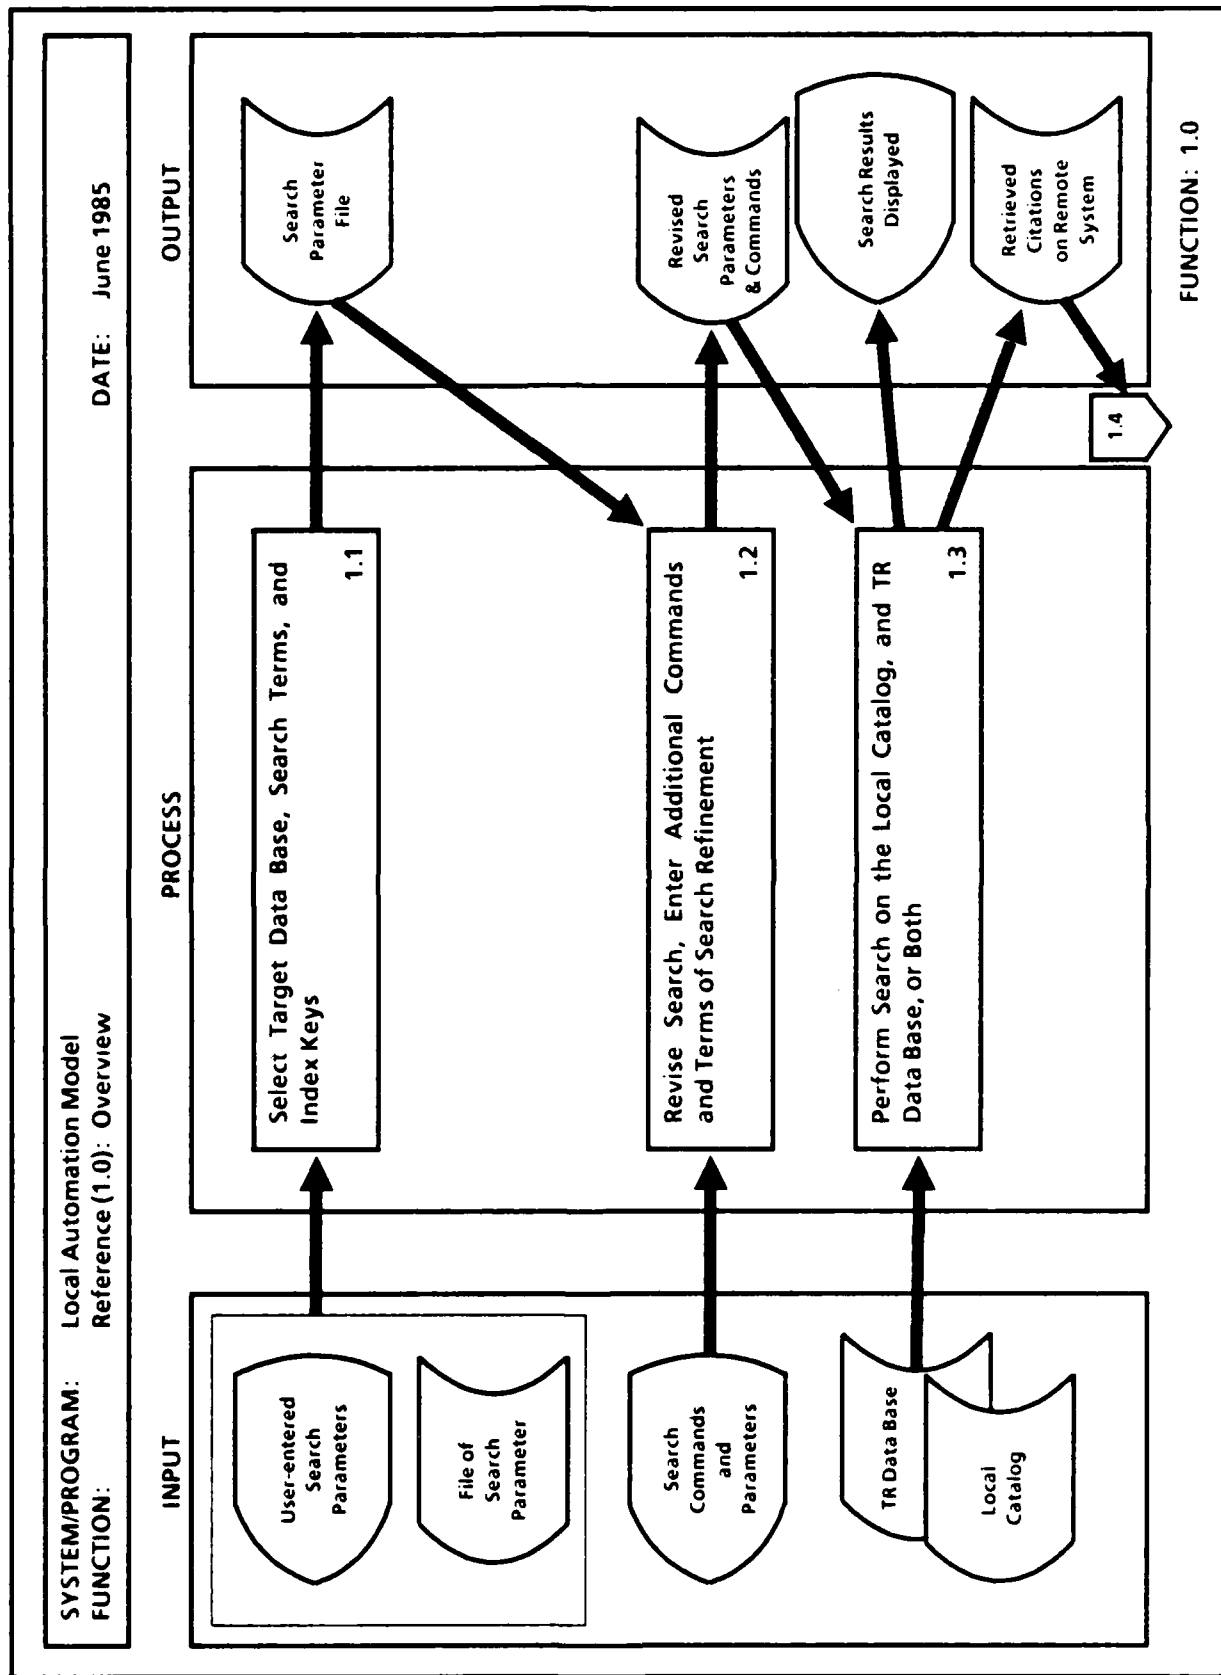 SYSTEM/PROGRAM: Local Automation Model DATE: June 1985
FUNCTION: Reference (1.0): Overview
INPUT
PROCESS
OUTPUT
User-entered
Search
Parameters
File of
Search
Parameter
Select Target Data Base, Search Terms, and
Index Keys
1.1
Search
Parameter
File
Search
Commands
and
Parameters
Revise Search, Enter Additional Commands
and Terms of Search Refinement
1.2
Revised
Search
Parameters
& Commands
TR Data Base
Local
Catalog
Perform Search on the Local Catalog, and TR
Data Base, or Both
1.3
Search Results
Displayed
Retrieved
Citations
on Remote
System
1.4
FUNCTION: 1.0